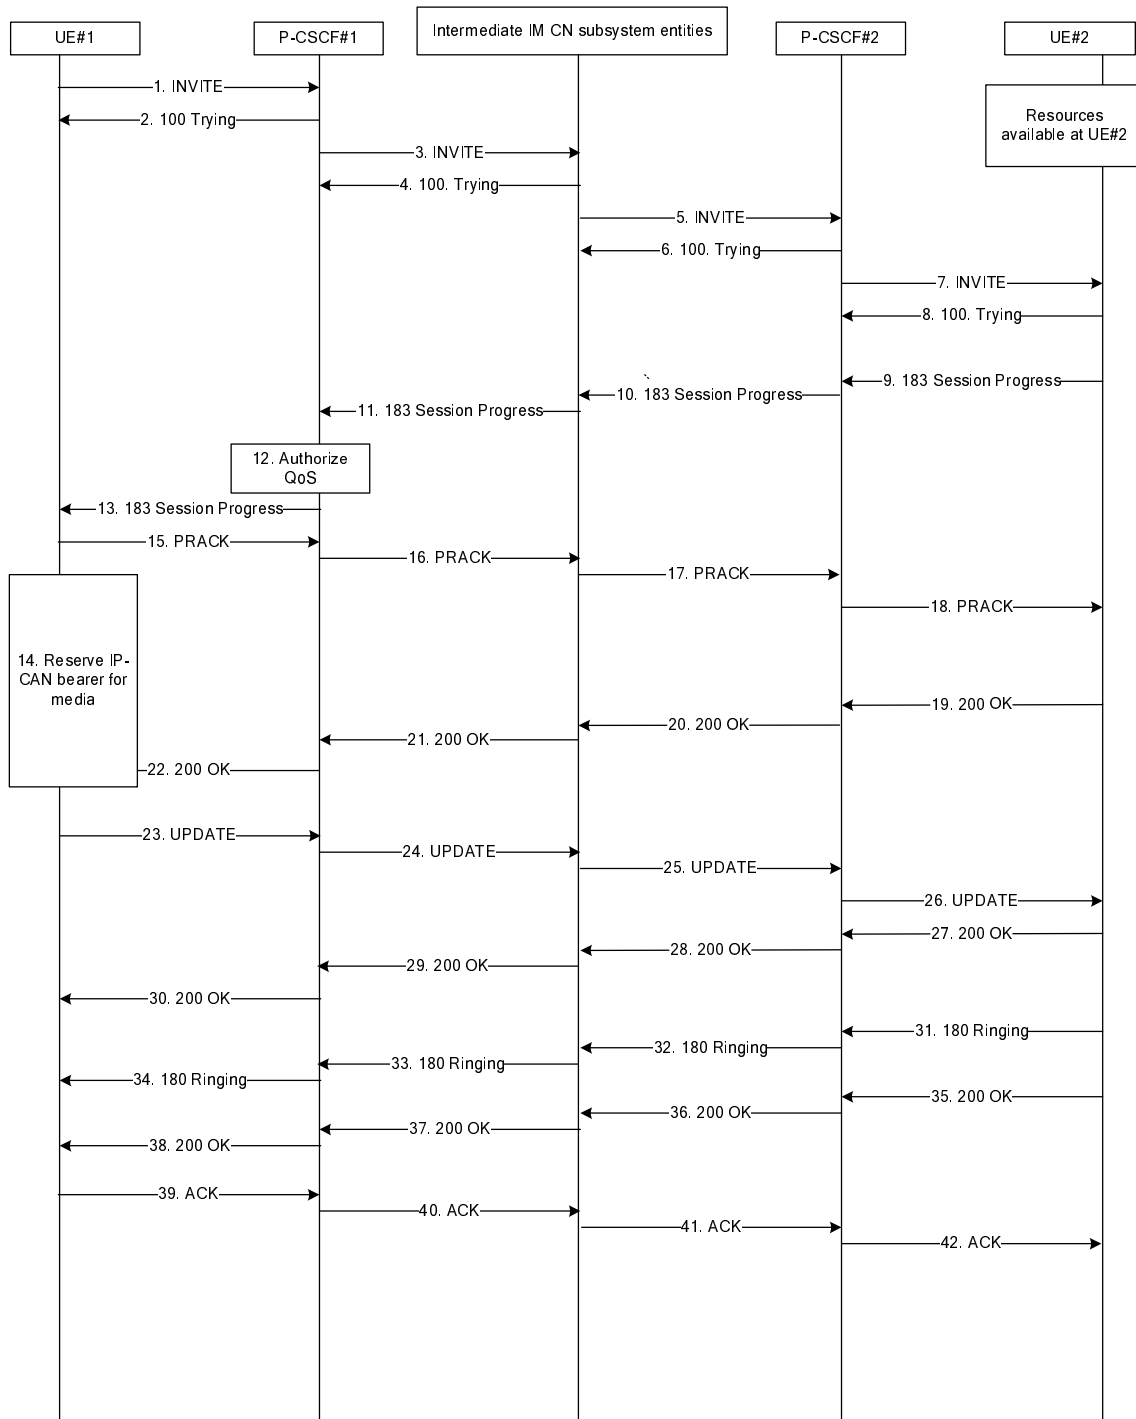 UE#1
P-CSCF#1
Intermediate IM CN subsystem entities
P-CSCF#2
UE#2
1. INVITE
Resources
available at UE#2
2. 100 Trying
3. INVITE
4. 100. Trying
5. INVITE
6. 100. Trying
7. INVITE
8. 100. Trying
9. 183 Session Progress
10. 183 Session Progress
11. 183 Session Progress
12. Authorize
QoS
13. 183 Session Progress
15. PRACK
16. PRACK
17. PRACK
18. PRACK
14. Reserve IP-
CAN bearer for
media
19. 200 OK
20. 200 OK
21. 200 OK
22. 200 OK
23. UPDATE
24. UPDATE
25. UPDATE
26. UPDATE
27. 200 OK
28. 200 OK
29. 200 OK
30. 200 OK
31. 180 Ringing
32. 180 Ringing
33. 180 Ringing
34. 180 Ringing
35. 200 OK
36. 200 OK
37. 200 OK
38. 200 OK
39. ACK
40. ACK
41. ACK
42. ACK